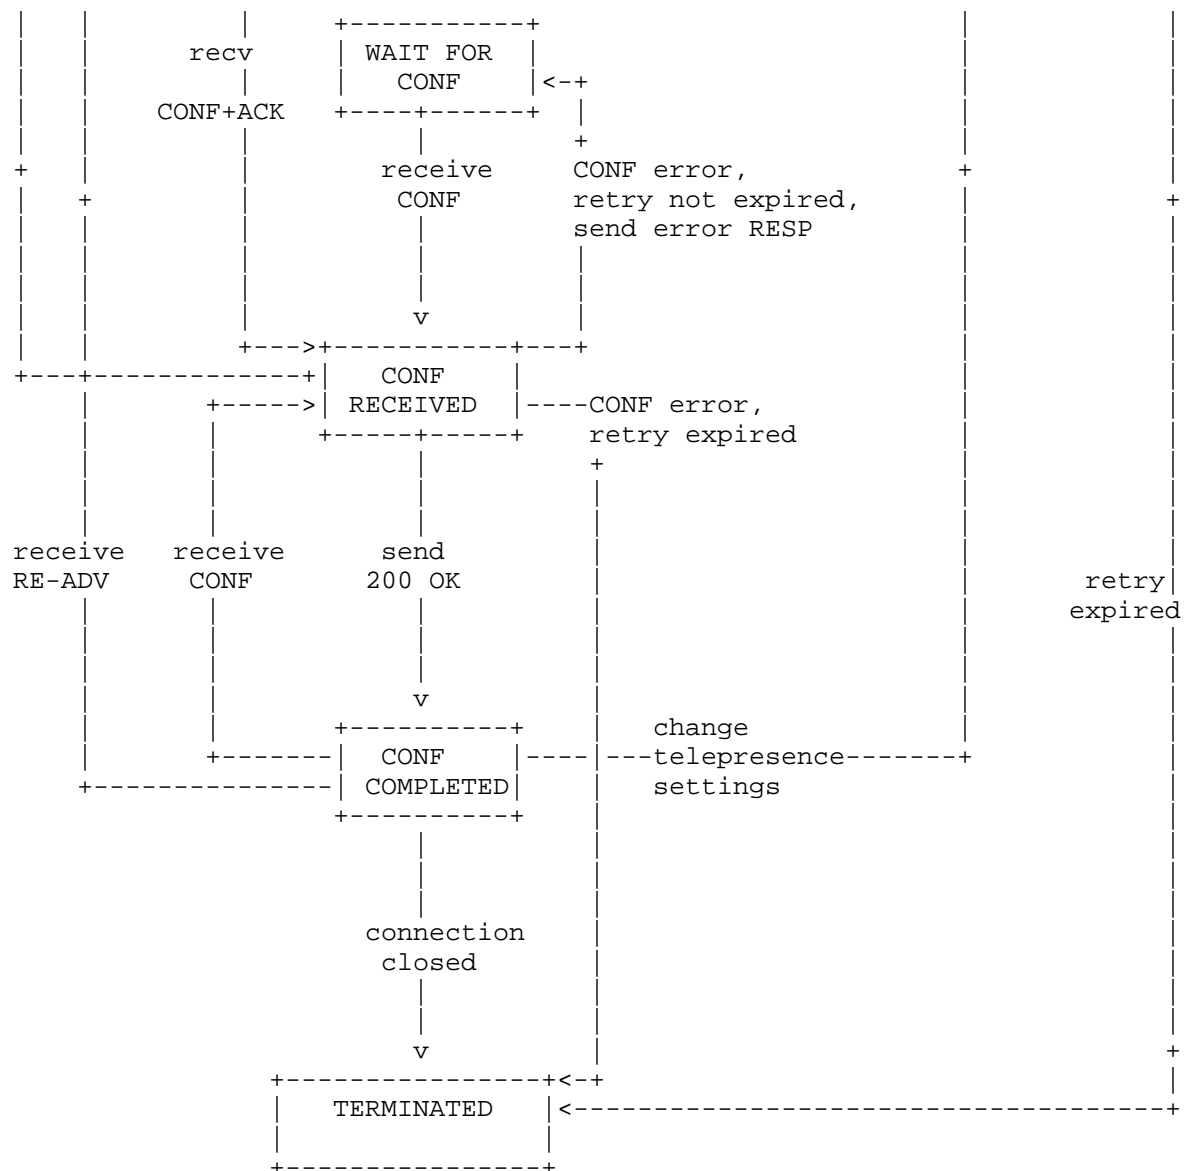 recv WAIT FOR
CONF
CONF+ACK
receive CONF error,
CONF retry not expired,
send error RESP
CONF
RECEIVED CONF error,
retry expired
receive receive send
RE-ADV CONF 200 OK retry
expired
change
CONF telepresence
COMPLETED settings
connection
closed
TERMINATED